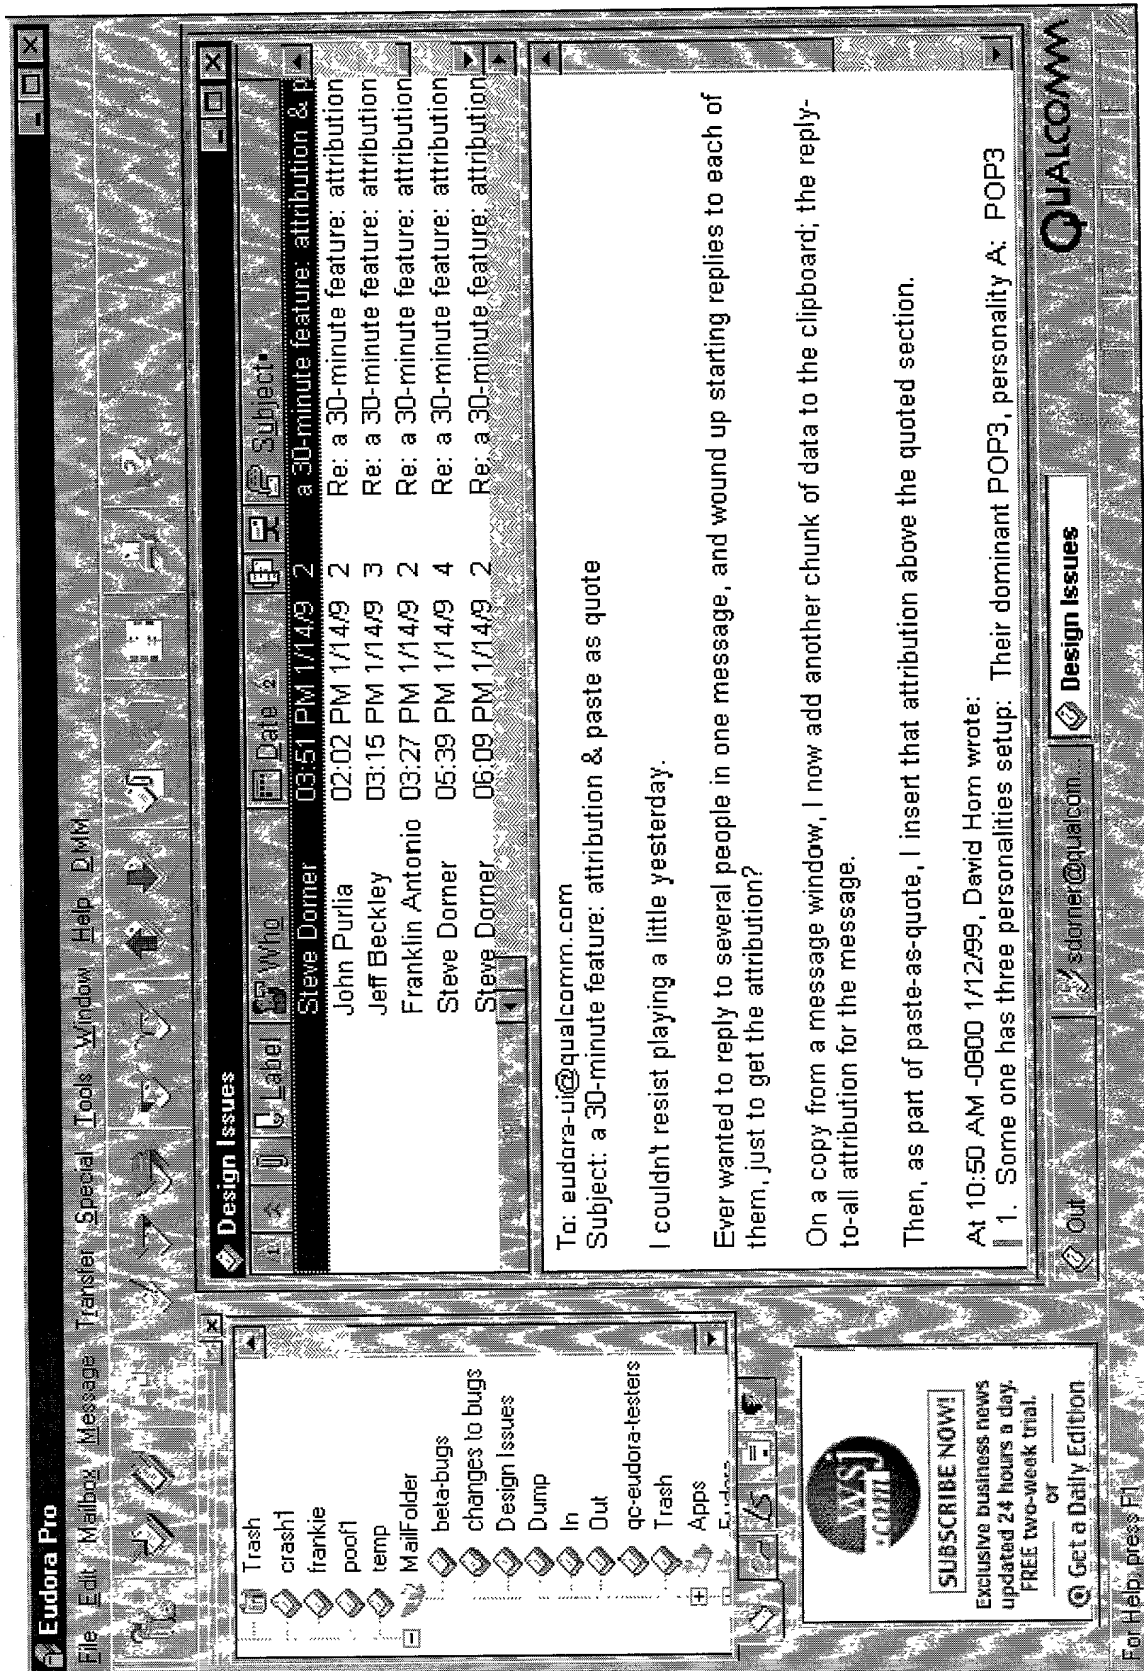 Eudora Pro
File Edit Mailbox Message Transfer Special Tools Window Help DMM
Trash
crash1
frankie
poof1
temp
MailFolder
beta-bugs
changes to bugs
Design Issues
Dump
In
Out
qc-eudora-testers
Trash
Apps
Eudora
wsj
.com
SUBSCRIBE NOW!
Exclusive business news
updated 24 hours a day.
FREE two-week trial.
or
Get a Daily Edition
Design Issues
Label Who Date 2 Subject
Steve Dorner 03:51 PM 1/14/9 2 a 30-minute feature: attribution & p
John Purlia 02:02 PM 1/14/9 2 Re: a 30-minute feature: attribution
Jeff Beckley 03:15 PM 1/14/9 3 Re: a 30-minute feature: attribution
Franklin Antonio 03:27 PM 1/14/9 2 Re: a 30-minute feature: attribution
Steve Dorner 05:39 PM 1/14/9 4 Re: a 30-minute feature: attribution
Steve Dorner 06:09 PM 1/14/9 2 Re: a 30-minute feature: attribution
To: eudora-ui@qualcomm.com
Subject: a 30-minute feature: attribution & paste as quote
I couldn't resist playing a little yesterday.
Ever wanted to reply to several people in one message, and wound up starting replies to each of
them, just to get the attribution?
On a copy from a message window, I now add another chunk of data to the clipboard; the reply-
to-all attribution for the message.
Then, as part of paste-as-quote, I insert that attribution above the quoted section.
At 10:50 AM -0800 1/12/99, David Hom wrote:
1. Some one has three personalities setup: Their dominant POP3, personality A: POP3
Out
sdorner@qualcom...
Design Issues
QUALCOMM
For Help, press F1